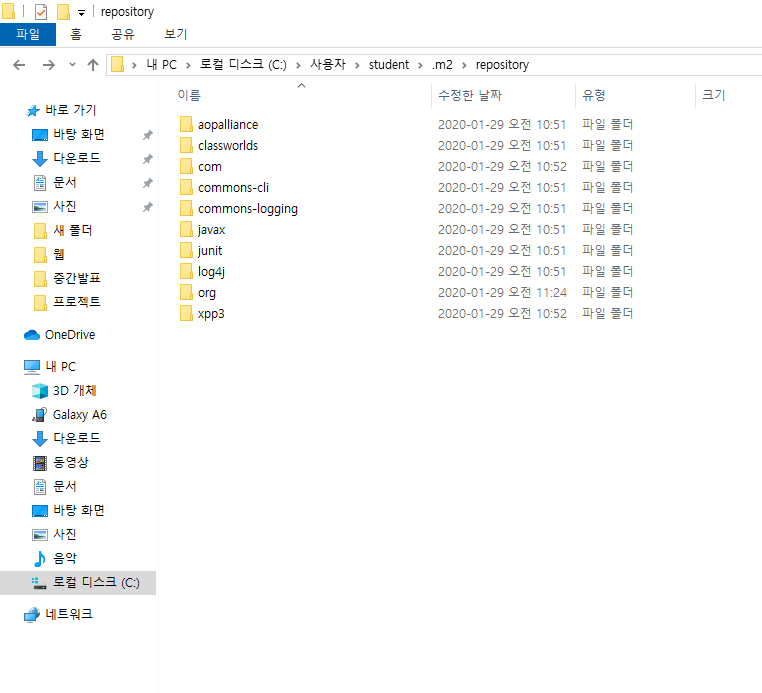 repository
파일 홈 공유 보기
내 PC 로컬 디스크 (C:) 사용자 student .m2 repository
이름 수정한 날짜 유형 크기
aopalliance 2020-01-29 오전 10:51 파일 폴더
classworlds 2020-01-29 오전 10:51 파일 폴더
com 2020-01-29 오전 10:52 파일 폴더
commons-cli 2020-01-29 오전 10:51 파일 폴더
commons-logging 2020-01-29 오전 10:51 파일 폴더
javax 2020-01-29 오전 10:51 파일 폴더
junit 2020-01-29 오전 10:51 파일 폴더
log4j 2020-01-29 오전 10:51 파일 폴더
org 2020-01-29 오전 11:24 파일 폴더
xpp3 2020-01-29 오전 10:52 파일 폴더
바로 가기
바탕 화면
다운로드
문서
사진
새 폴더
웹
중간발표
프로젝트
OneDrive
내 PC
3D 개체
Galaxy A6
다운로드
동영상
문서
바탕 화면
사진
음악
로컬 디스크 (C:)
네트워크